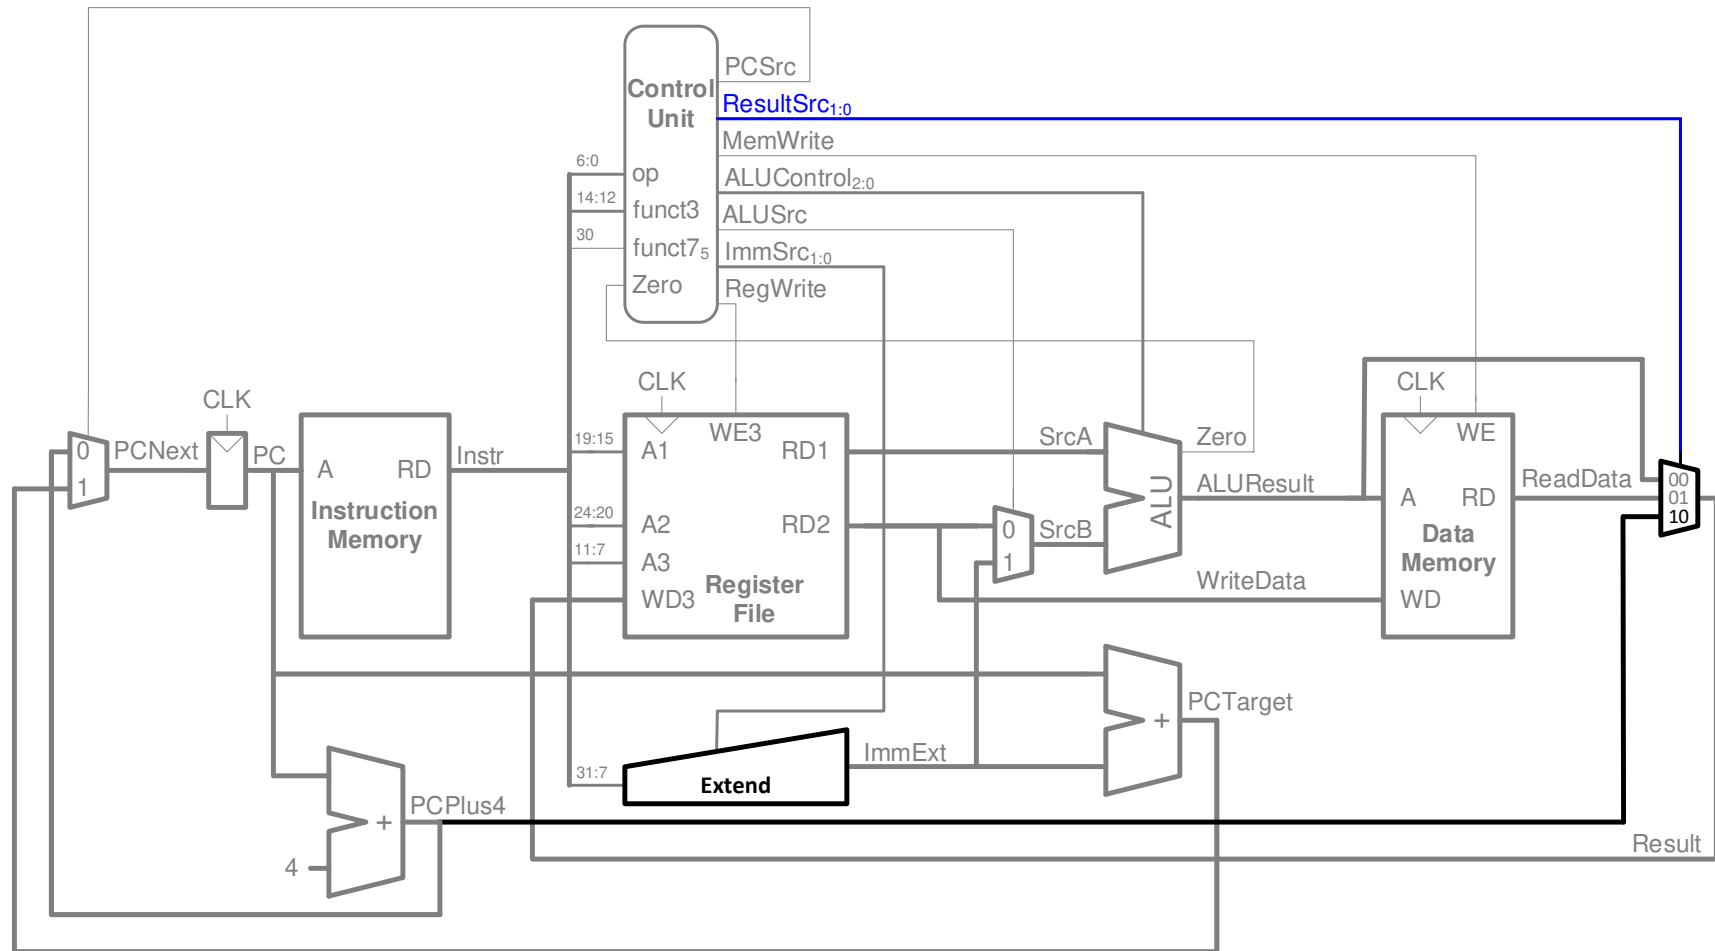 PCSrc
Control
Unit
ResultSrc1:0
MemWrite
6:0
op
ALUControl2:0
14:12
funct3
ALUSrc
30
funct75
ImmSrc1:0
Zero
RegWrite
CLK
CLK
CLK
0
1
PCNext
PC
A
RD
Instruction
Memory
Instr
19:15
A1
WE3
RD1
SrcA
Zero
WE
24:20
A2
RD2
0
1
SrcB
ALU
ALUResult
A
RD
Data
Memory
ReadData
00
01
10
11:7
A3
WD3
Register
File
WriteData
WD
+
PCTarget
31:7
Extend
ImmExt
PCPlus4
+
4
Result